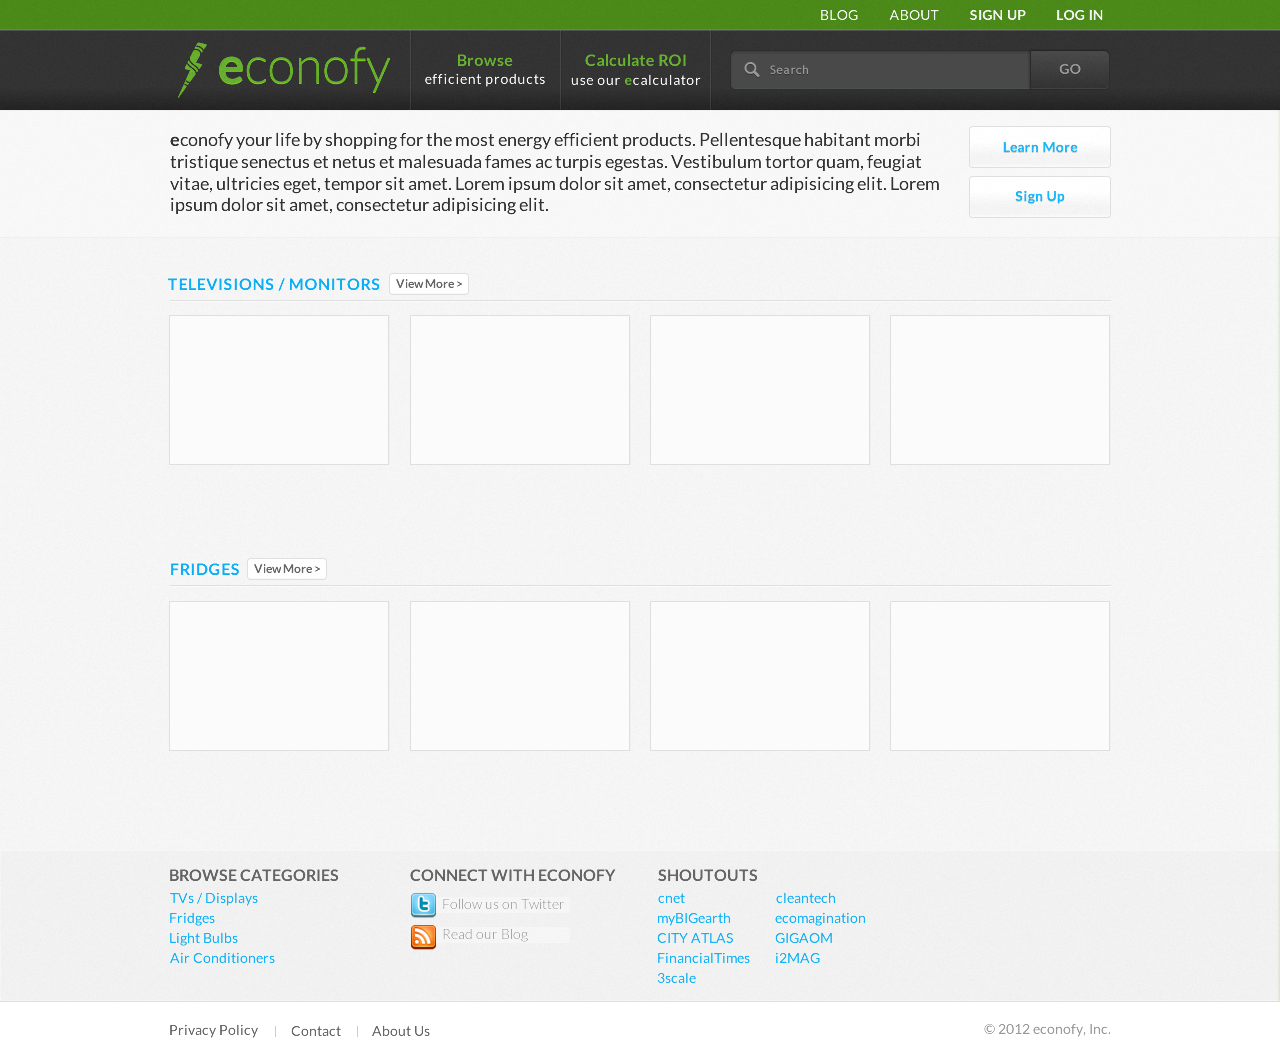 BLOG ABOUT SIGN UP LOG IN
econofy
Browse
efficient products
Calculate ROI
use our ecalculator
Search
GO
econofy your life by shopping for the most energy efficient products. Pellentesque habitant morbi
tristique senectus et netus et malesuada fames ac turpis egestas. Vestibulum tortor quam, feugiat
vitae, ultricies eget, tempor sit amet. Lorem ipsum dolor sit amet, consectetur adipisicing elit. Lorem
ipsum dolor sit amet, consectetur adipisicing elit.
Learn More
Sign Up
TELEVISIONS / MONITORS View More >
FRIDGES View More >
BROWSE CATEGORIES
TVs / Displays
Fridges
Light Bulbs
Air Conditioners
CONNECT WITH ECONOFY
Follow us on Twitter
Read our Blog
SHOUTOUTS
cnet
myBIGearth
CITY ATLAS
FinancialTimes
3scale
cleantech
ecomagination
GIGAOM
i2MAG
Privacy Policy | Contact | About Us
© 2012 econofy, Inc.